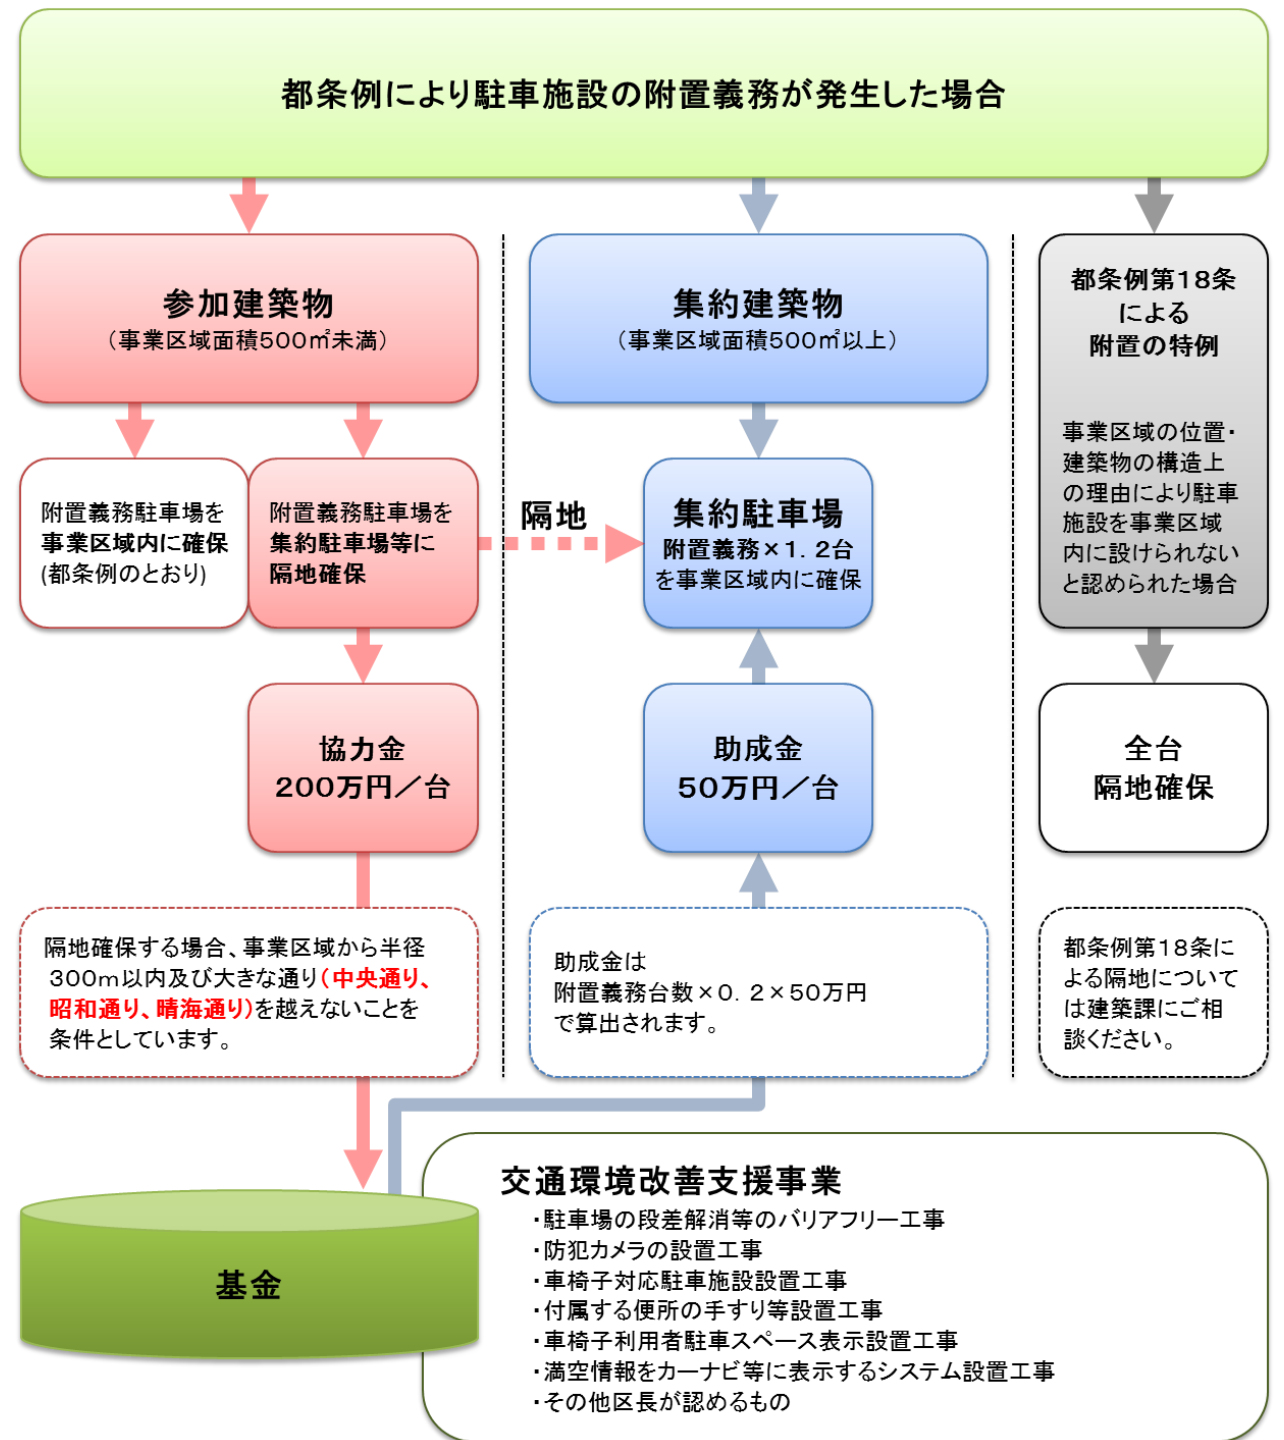 都条例により駐車施設の附置義務が発生した場合
参加建築物
（事業区域面積500㎡未満）
附置義務駐車場を
事業区域内に確保
(都条例のとおり)
附置義務駐車場を
集約駐車場等に
隔地確保
隔地
協力金
200万円／台
隔地確保する場合、事業区域から半径
300m以内及び大きな通り(中央通り、
昭和通り、晴海通り)を越えないことを
条件としています。
集約建築物
（事業区域面積500㎡以上）
集約駐車場
附置義務×1.2台
を事業区域内に確保
助成金
50万円／台
助成金は
附置義務台数×0.2×50万円
で算出されます。
都条例第18条
による
附置の特例
事業区域の位置・
建築物の構造上
の理由により駐車
施設を事業区域
内に設けられない
と認められた場合
全台
隔地確保
都条例第18条に
よる隔地について
は建築課にご相
談ください。
基金
交通環境改善支援事業
・駐車場の段差解消等のバリアフリー工事
・防犯カメラの設置工事
・車椅子対応駐車施設設置工事
・付属する便所の手すり等設置工事
・車椅子利用者駐車スペース表示設置工事
・満空情報をカーナビ等に表示するシステム設置工事
・その他区長が認めるもの